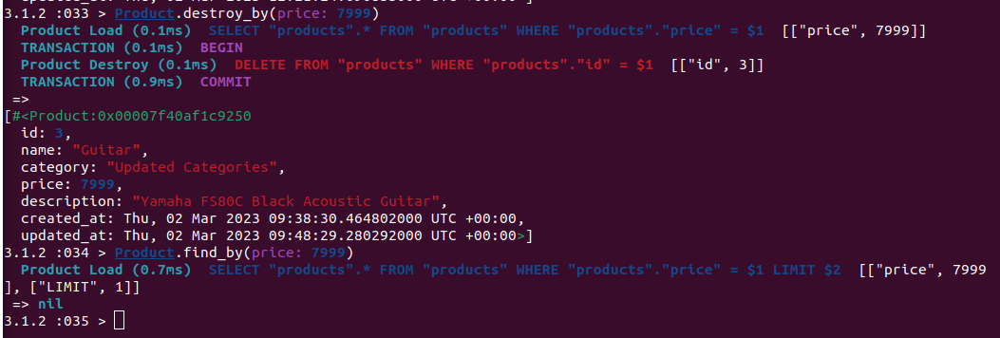 3.1.2 :033 > Product.destroy_by(price: 7999)
  Product Load (0.1ms)  SELECT "products".* FROM "products" WHERE "products"."price" = $1  [["price", 7999]]
  TRANSACTION (0.1ms)  BEGIN
  Product Destroy (0.1ms)  DELETE FROM "products" WHERE "products"."id" = $1  [["id", 3]]
  TRANSACTION (0.9ms)  COMMIT
 =>
[#<Product:0x00007f40af1c9250
  id: 3,
  name: "Guitar",
  category: "Updated Categories",
  price: 7999,
  description: "Yamaha FS80C Black Acoustic Guitar",
  created_at: Thu, 02 Mar 2023 09:38:30.464802000 UTC +00:00,
  updated_at: Thu, 02 Mar 2023 09:48:29.280292000 UTC +00:00>]
3.1.2 :034 > Product.find_by(price: 7999)
  Product Load (0.7ms)  SELECT "products".* FROM "products" WHERE "products"."price" = $1 LIMIT $2  [["price", 7999
], ["LIMIT", 1]]
 => nil
3.1.2 :035 >